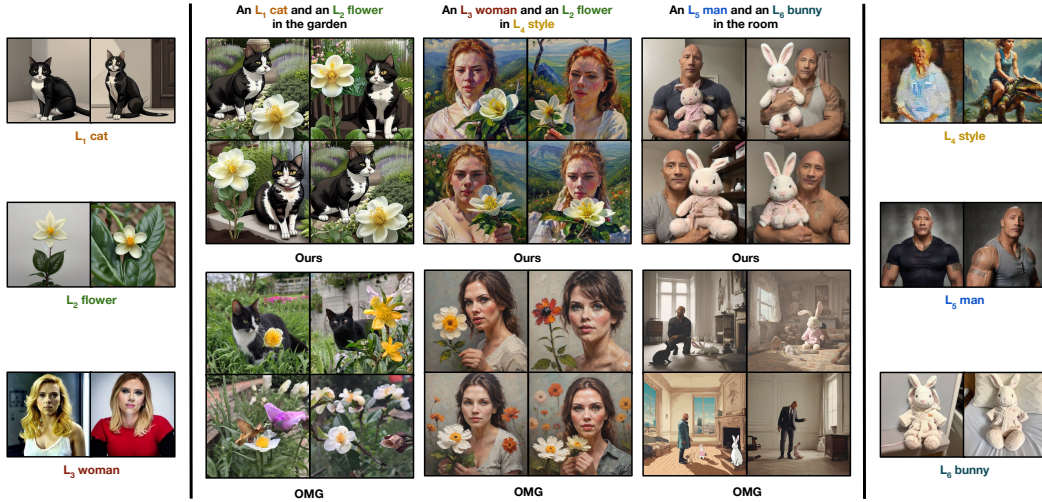 An L₁ cat and an L₂ flower
in the garden
An L₃ woman and an L₂ flower
in L₄ style
An L₅ man and an L₆ bunny
in the room
L₁ cat
L₂ flower
L₃ woman
Ours
Ours
Ours
OMG
OMG
OMG
L₄ style
L₅ man
L₆ bunny